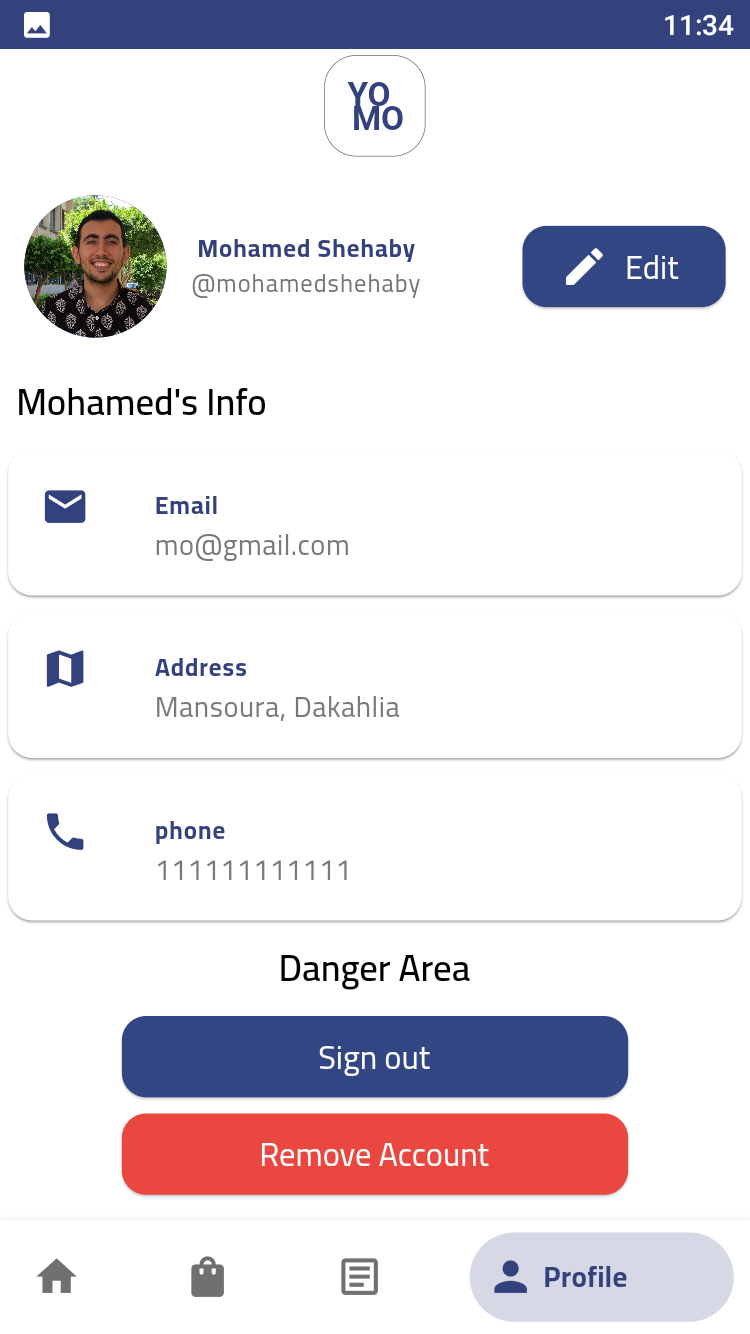 11:34
YO
MO
Mohamed Shehaby
@mohamedshehaby
Edit
Mohamed's Info
Email
mo@gmail.com
Address
Mansoura, Dakahlia
phone
111111111111
Danger Area
Sign out
Remove Account
Profile